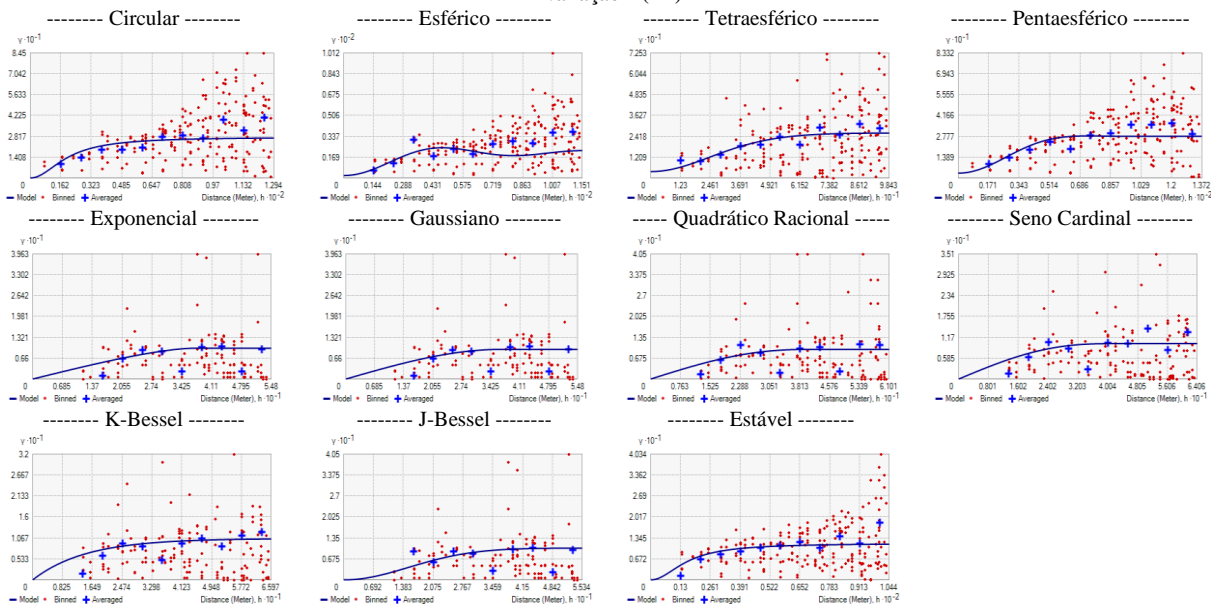 -------- Circular --------
-------- Esférico --------
-------- Tetraesférico --------
-------- Pentaesférico --------
γ ·10⁻¹
8.45
7.042
5.633
4.225
2.817
1.408
0 0.162 0.323 0.485 0.647 0.808 0.97 1.132 1.294
Distance (Meter), h ·10⁻²
Model Binned Averaged
γ ·10⁻²
1.012
0.843
0.675
0.506
0.337
0.169
0 0.144 0.288 0.431 0.575 0.719 0.863 1.007 1.151
Distance (Meter), h ·10⁻²
Model Binned Averaged
γ ·10⁻¹
7.253
6.044
4.835
3.627
2.418
1.209
0 1.23 2.461 3.691 4.921 6.152 7.382 8.612 9.843
Distance (Meter), h ·10⁻¹
Model Binned Averaged
γ ·10⁻¹
8.332
6.943
5.555
4.166
2.777
1.389
0 0.171 0.343 0.514 0.686 0.857 1.029 1.2 1.372
Distance (Meter), h ·10⁻²
Model Binned Averaged
-------- Exponencial --------
-------- Gaussiano --------
----- Quadrático Racional -----
-------- Seno Cardinal --------
γ ·10⁻¹
3.963
3.302
2.642
1.981
1.321
0.66
0 0.685 1.37 2.055 2.74 3.425 4.11 4.795 5.48
Distance (Meter), h ·10⁻¹
Model Binned Averaged
γ ·10⁻¹
3.963
3.302
2.642
1.981
1.321
0.66
0 0.685 1.37 2.055 2.74 3.425 4.11 4.795 5.48
Distance (Meter), h ·10⁻¹
Model Binned Averaged
γ ·10⁻¹
4.05
3.375
2.7
2.025
1.35
0.675
0 0.763 1.525 2.288 3.051 3.813 4.576 5.339 6.101
Distance (Meter), h ·10⁻¹
Model Binned Averaged
γ ·10⁻¹
3.51
2.925
2.34
1.755
1.17
0.585
0 0.801 1.602 2.402 3.203 4.004 4.805 5.606 6.406
Distance (Meter), h ·10⁻¹
Model Binned Averaged
-------- K-Bessel --------
-------- J-Bessel --------
-------- Estável --------
γ ·10⁻¹
3.2
2.667
2.133
1.6
1.067
0.533
0 0.825 1.649 2.474 3.298 4.123 4.948 5.772 6.597
Distance (Meter), h ·10⁻¹
Model Binned Averaged
γ ·10⁻¹
4.05
3.375
2.7
2.025
1.35
0.675
0 0.692 1.383 2.075 2.767 3.459 4.15 4.842 5.534
Distance (Meter), h ·10⁻¹
Model Binned Averaged
γ ·10⁻¹
4.034
3.362
2.69
2.017
1.345
0.672
0 0.13 0.261 0.391 0.522 0.652 0.783 0.913 1.044
Distance (Meter), h ·10⁻²
Model Binned Averaged